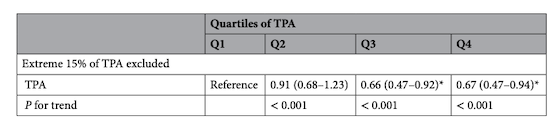 Quartiles of TPA
Q1 Q2 Q3 Q4
Extreme 15% of TPA excluded
TPA Reference 0.91 (0.68–1.23) 0.66 (0.47–0.92)* 0.67 (0.47–0.94)*
P for trend < 0.001 < 0.001 < 0.001